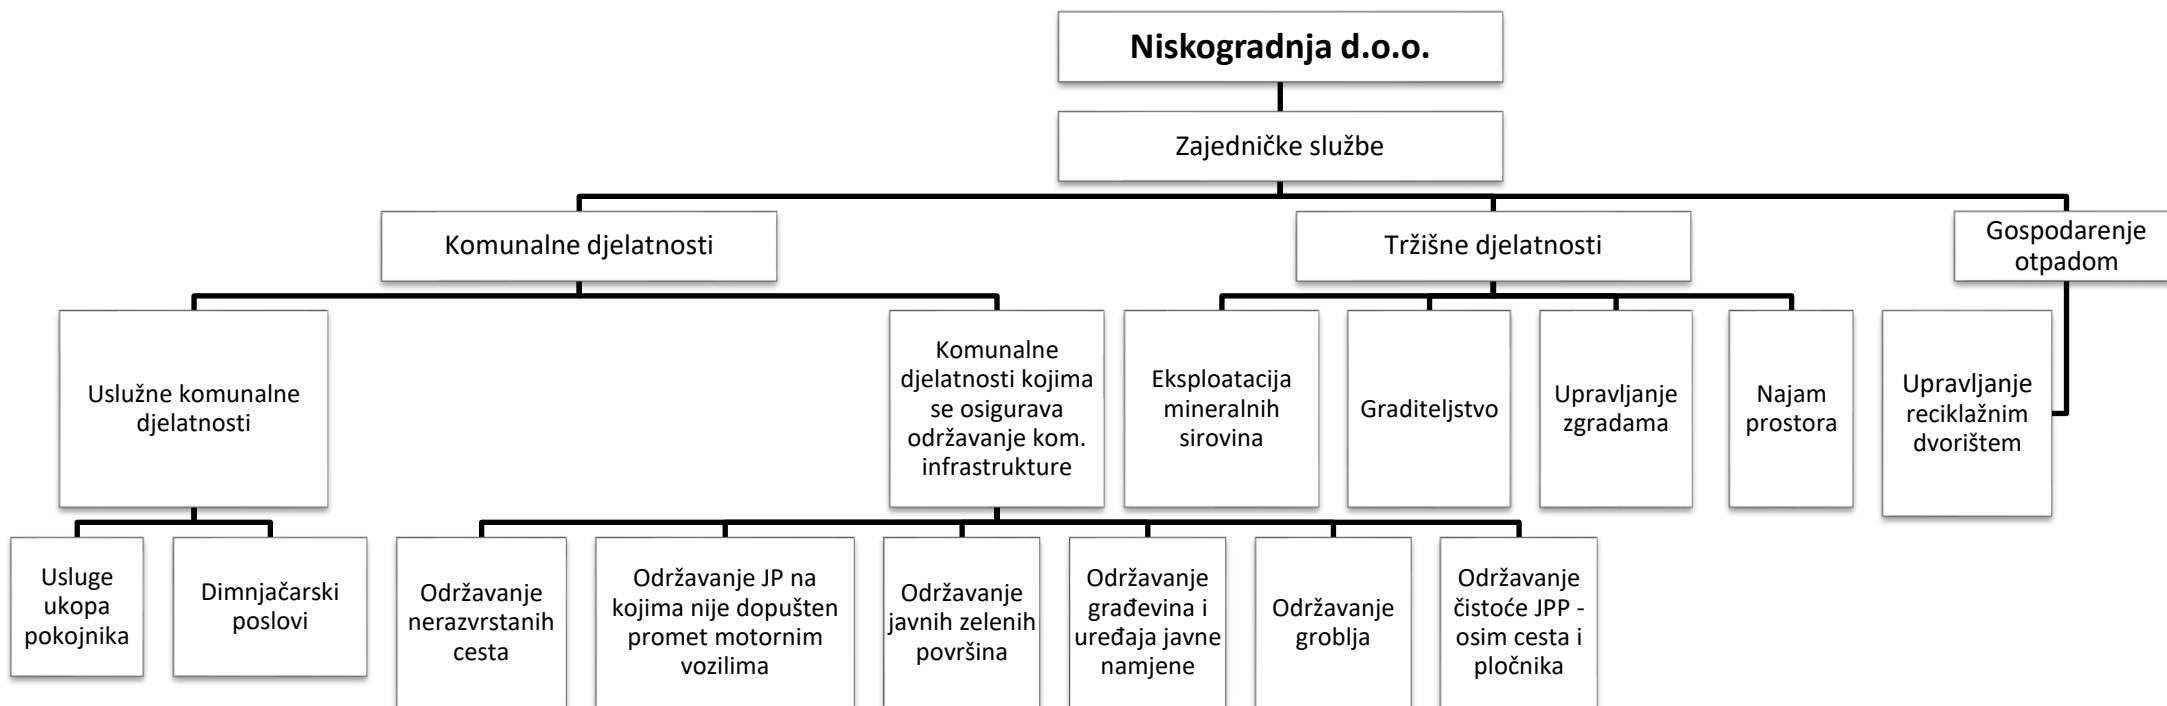 Niskogradnja d.o.o.
Zajedničke službe
Komunalne djelatnosti
Tržišne djelatnosti
Gospodarenje
otpadom
Uslužne komunalne
djelatnosti
Komunalne
djelatnosti kojima
se osigurava
održavanje kom.
infrastrukture
Eksploatacija
mineralnih
sirovina
Graditeljstvo
Upravljanje
zgradama
Najam
prostora
Upravljanje
reciklažnim
dvorištem
Usluge
ukopa
pokojnika
Dimnjačarski
poslovi
Održavanje
nerazvrstanih
cesta
Održavanje JP na
kojima nije dopušten
promet motornim
vozilima
Održavanje
javnih zelenih
površina
Održavanje
građevina i
uređaja javne
namjene
Održavanje
groblja
Održavanje
čistoće JPP -
osim cesta i
pločnika